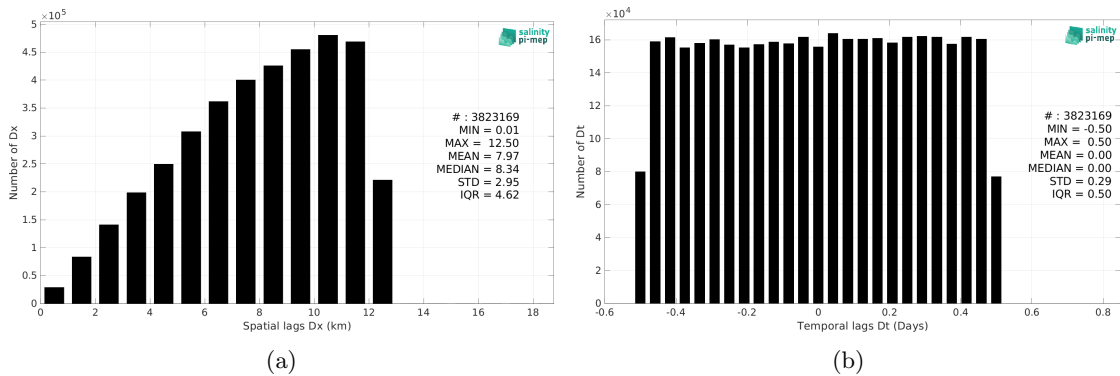 ×10⁵
5
4.5
4
3.5
3
2.5
2
1.5
1
0.5
0
Number of Dx
0 2 4 6 8 10 12 14 16 18
Spatial lags Dx (km)
salinity
pi-mep
# : 3823169
MIN = 0.01
MAX = 12.50
MEAN = 7.97
MEDIAN = 8.34
STD = 2.95
IQR = 4.62
(a)
×10⁴
16
14
12
10
8
6
4
2
0
Number of Dt
-0.6 -0.4 -0.2 0 0.2 0.4 0.6 0.8
Temporal lags Dt (Days)
salinity
pi-mep
# : 3823169
MIN = -0.50
MAX = 0.50
MEAN = 0.00
MEDIAN = 0.00
STD = 0.29
IQR = 0.50
(b)